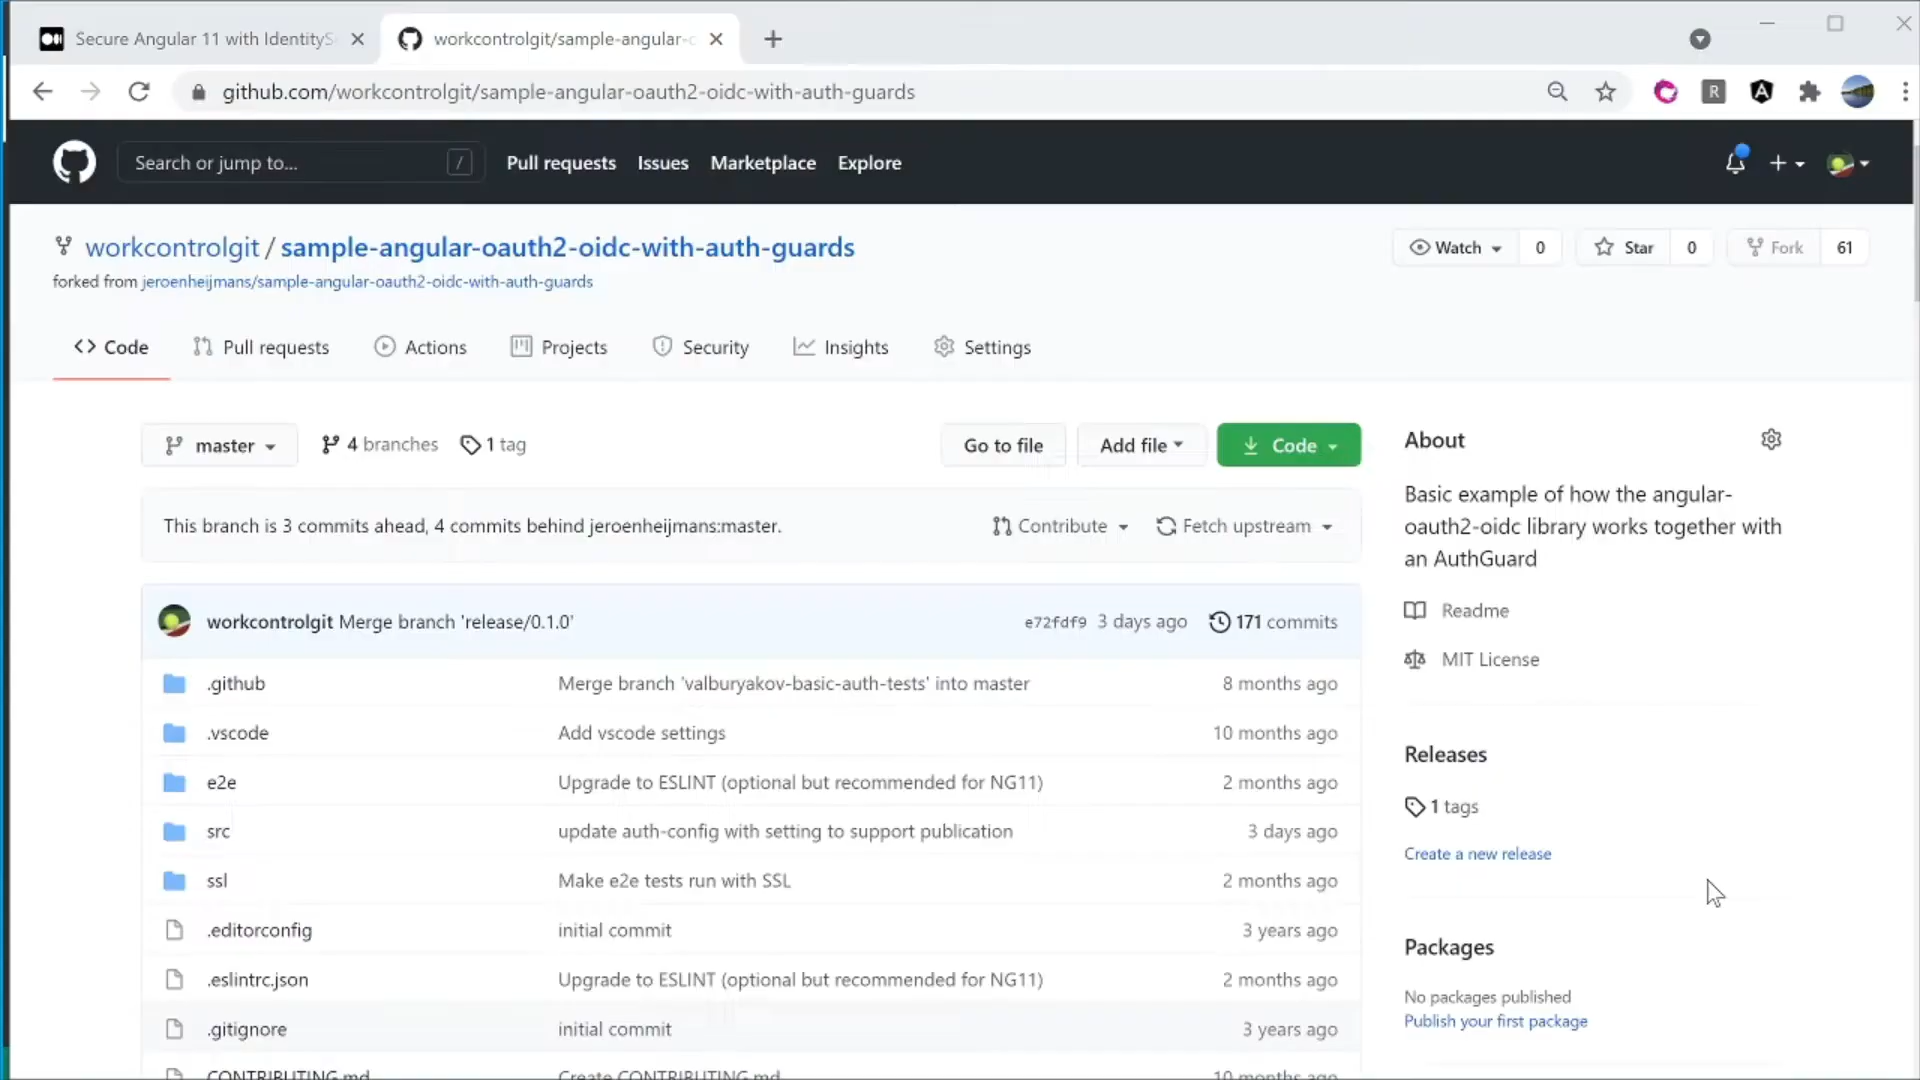 Secure Angular 11 with IdentityS
workcontrolgit/sample-angular-
github.com/workcontrolgit/sample-angular-oauth2-oidc-with-auth-guards
R
Search or jump to...
/
Pull requests
Issues
Marketplace
Explore
workcontrolgit / sample-angular-oauth2-oidc-with-auth-guards
Watch
0
Star
0
Fork
61
forked from jeroenheijmans/sample-angular-oauth2-oidc-with-auth-guards
<> Code
Pull requests
Actions
Projects
Security
Insights
Settings
master
4 branches
1 tag
Go to file
Add file
Code
This branch is 3 commits ahead, 4 commits behind jeroenheijmans:master.
Contribute
Fetch upstream
workcontrolgit Merge branch 'release/0.1.0'
e72fdf9 3 days ago
171 commits
.github
Merge branch 'valburyakov-basic-auth-tests' into master
8 months ago
.vscode
Add vscode settings
10 months ago
e2e
Upgrade to ESLINT (optional but recommended for NG11)
2 months ago
src
update auth-config with setting to support publication
3 days ago
ssl
Make e2e tests run with SSL
2 months ago
.editorconfig
initial commit
3 years ago
.eslintrc.json
Upgrade to ESLINT (optional but recommended for NG11)
2 months ago
.gitignore
initial commit
3 years ago
CONTRIBUTING.md
Create CONTRIBUTING.md
10 months ago
About
Basic example of how the angular-
oauth2-oidc library works together with
an AuthGuard
Readme
MIT License
Releases
1 tags
Create a new release
Packages
No packages published
Publish your first package